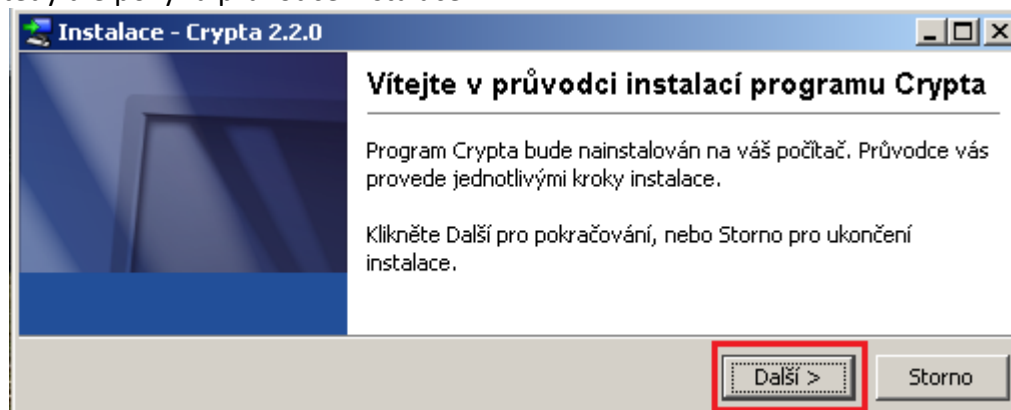 Instalace - Crypta 2.2.0
Vítejte v průvodci instalací programu Crypta
Program Crypta bude nainstalován na váš počítač. Průvodce vás
provede jednotlivými kroky instalace.
Klikněte Další pro pokračování, nebo Storno pro ukončení
instalace.
Další >
Storno